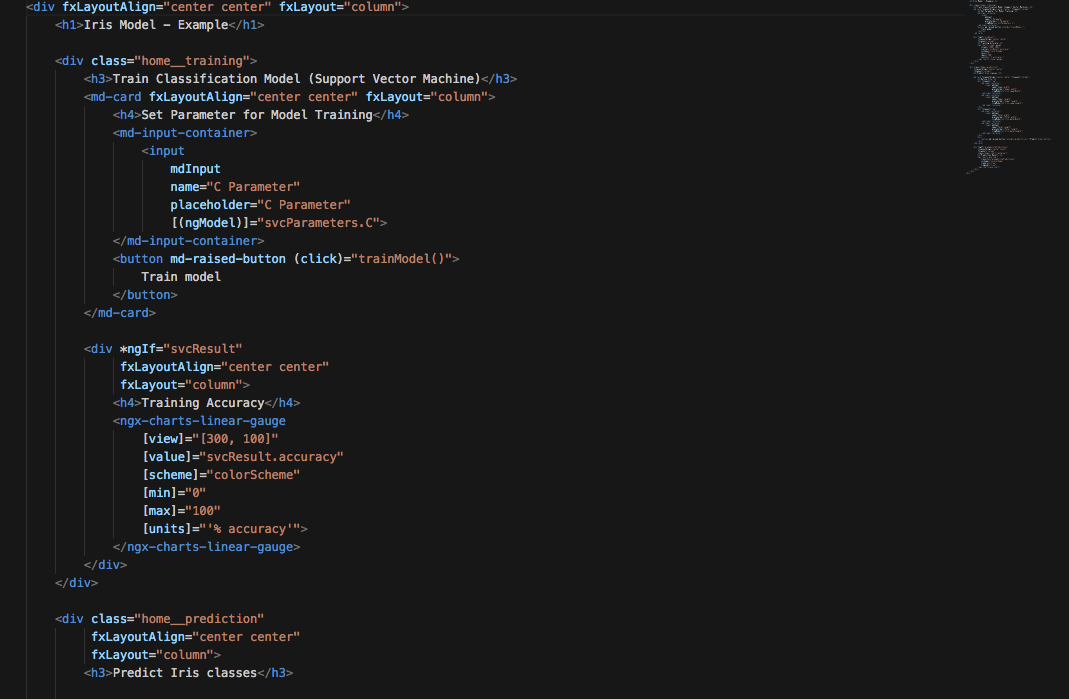 <div fxLayoutAlign="center center" fxLayout="column">
<h1>Iris Model - Example</h1>
<div class="home__training">
<h3>Train Classification Model (Support Vector Machine)</h3>
<md-card fxLayoutAlign="center center" fxLayout="column">
<h4>Set Parameter for Model Training</h4>
<md-input-container>
<input
mdInput
name="C Parameter"
placeholder="C Parameter"
[(ngModel)]="svcParameters.C">
</md-input-container>
<button md-raised-button (click)="trainModel()">
Train model
</button>
</md-card>
<div *ngIf="svcResult"
fxLayoutAlign="center center"
fxLayout="column">
<h4>Training Accuracy</h4>
<ngx-charts-linear-gauge
[view]="[300, 100]"
[value]="svcResult.accuracy"
[scheme]="colorScheme"
[min]="0"
[max]="100"
[units]="'% accuracy'">
</ngx-charts-linear-gauge>
</div>
</div>
<div class="home__prediction"
fxLayoutAlign="center center"
fxLayout="column">
<h3>Predict Iris classes</h3>